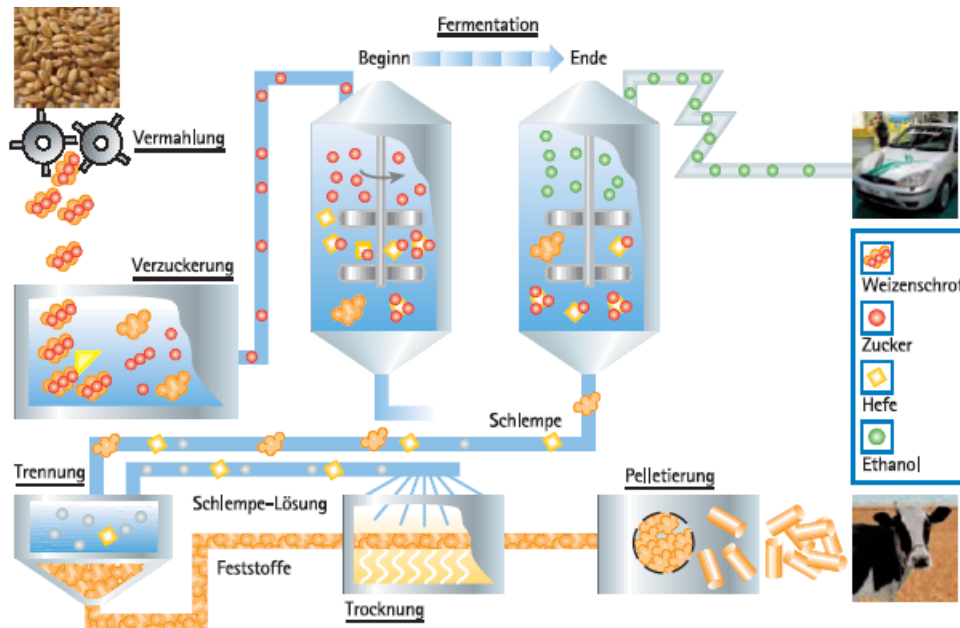 Fermentation
Beginn
Ende
Vermahlung
Verzuckerung
Weizenschrot
Zucker
Hefe
Ethanol
Schlempe
Trennung
Schlempe-Lösung
Pelletierung
Feststoffe
Trocknung